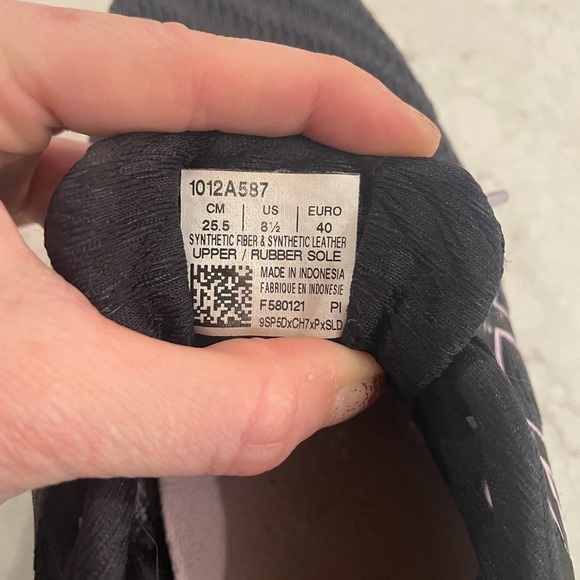 1012A587
CM | US | EURO
25.5 | 8½ | 40
SYNTHETIC FIBER & SYNTHETIC LEATHER
UPPER / RUBBER SOLE
MADE IN INDONESIA
FABRIQUE EN INDONESIE
F580121 PI
9SP5DxCH7xPxSLD